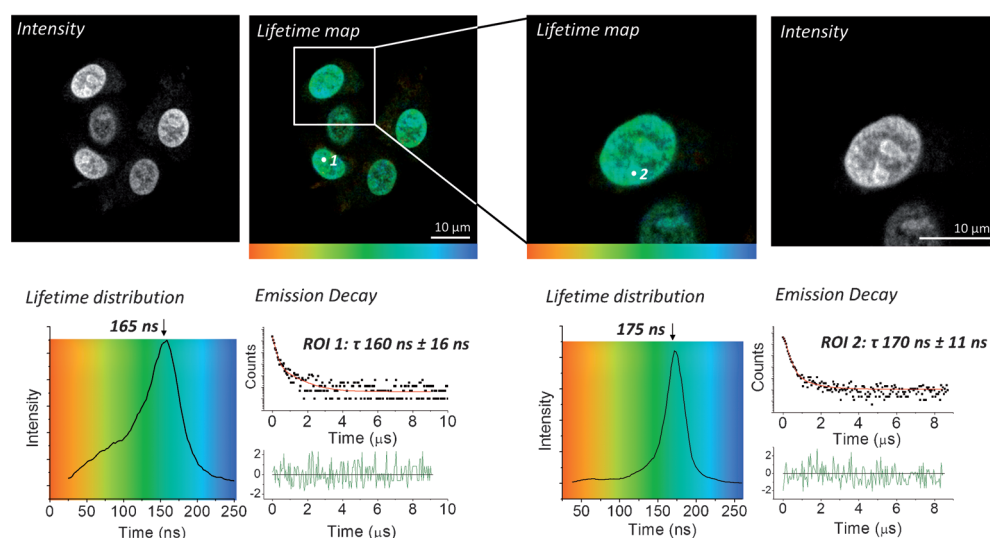 Intensity
Lifetime map
1
10 μm
Lifetime map
2
Intensity
10 μm
Lifetime distribution
165 ns
Intensity
0 50 100 150 200 250
Time (ns)
Emission Decay
ROI 1: τ 160 ns ± 16 ns
Counts
0 2 4 6 8 10
Time (μs)
2
0
-2
0 2 4 6 8 10
Time (μs)
Lifetime distribution
175 ns
Intensity
50 100 150 200 250
Time (ns)
Emission Decay
ROI 2: τ 170 ns ± 11 ns
Counts
0 2 4 6 8
Time (μs)
2
0
-2
0 2 4 6 8
Time (μs)